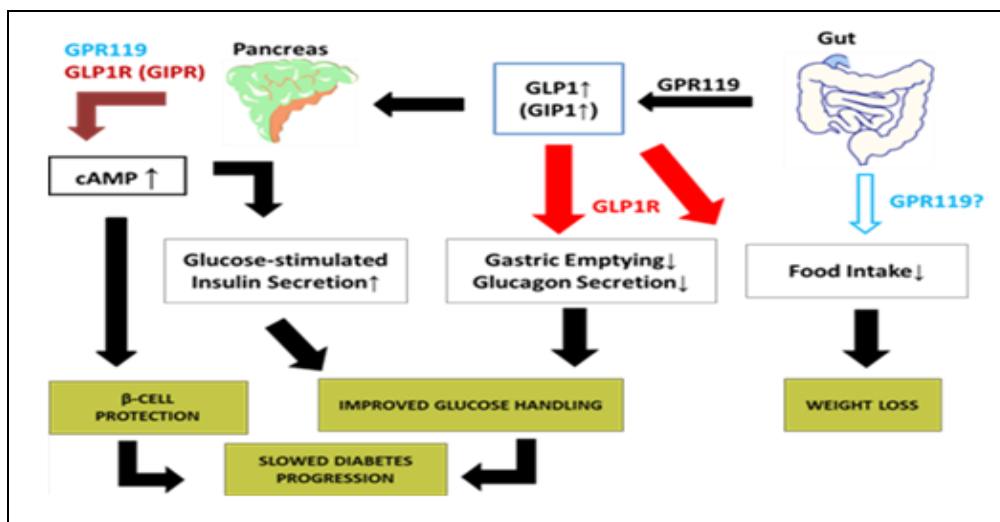 GPR119
GLP1R (GIPR)
Pancreas
Gut
GLP1↑
(GIP1↑)
GPR119
cAMP ↑
GLP1R
GPR119?
Glucose-stimulated
Insulin Secretion↑
Gastric Emptying↓
Glucagon Secretion↓
Food Intake↓
β-CELL
PROTECTION
IMPROVED GLUCOSE HANDLING
WEIGHT LOSS
SLOWED DIABETES
PROGRESSION